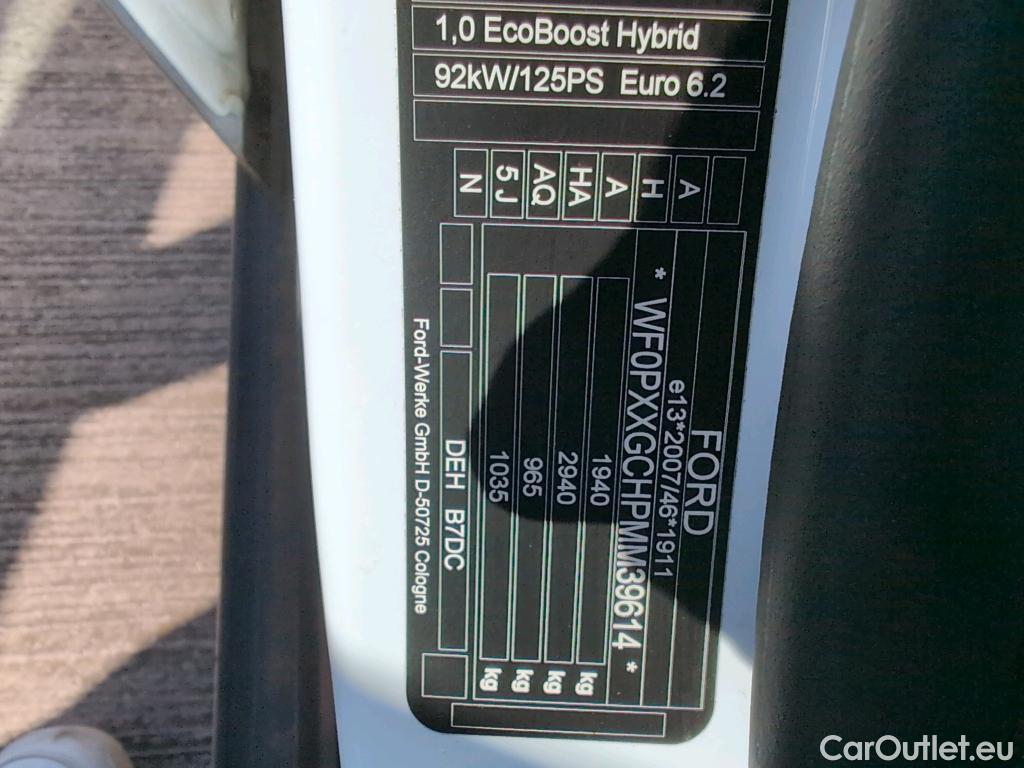 1,0 EcoBoost Hybrid
92kW/125PS Euro 6.2
A
H
A
HA
AQ
5J
N
FORD
e13*2007/46*1911
* WF0PXXGCHPMM39614 *
1940 kg
2940 kg
965 kg
1035 kg
DEH B7DC
Ford-Werke GmbH D-50725 Cologne
CarOutlet.eu